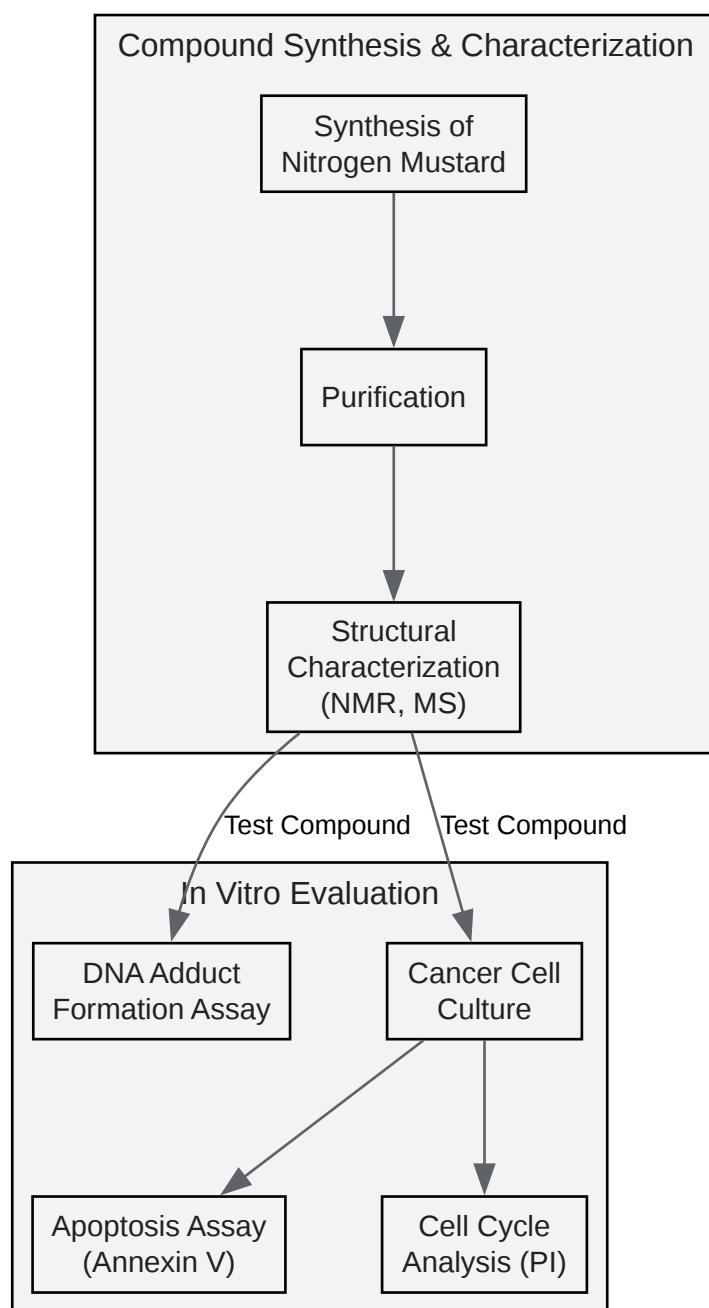 Compound Synthesis & Characterization
Synthesis of
Nitrogen Mustard
Purification
Structural
Characterization
(NMR, MS)
Test Compound
Test Compound
In Vitro Evaluation
DNA Adduct
Formation Assay
Cancer Cell
Culture
Apoptosis Assay
(Annexin V)
Cell Cycle
Analysis (PI)